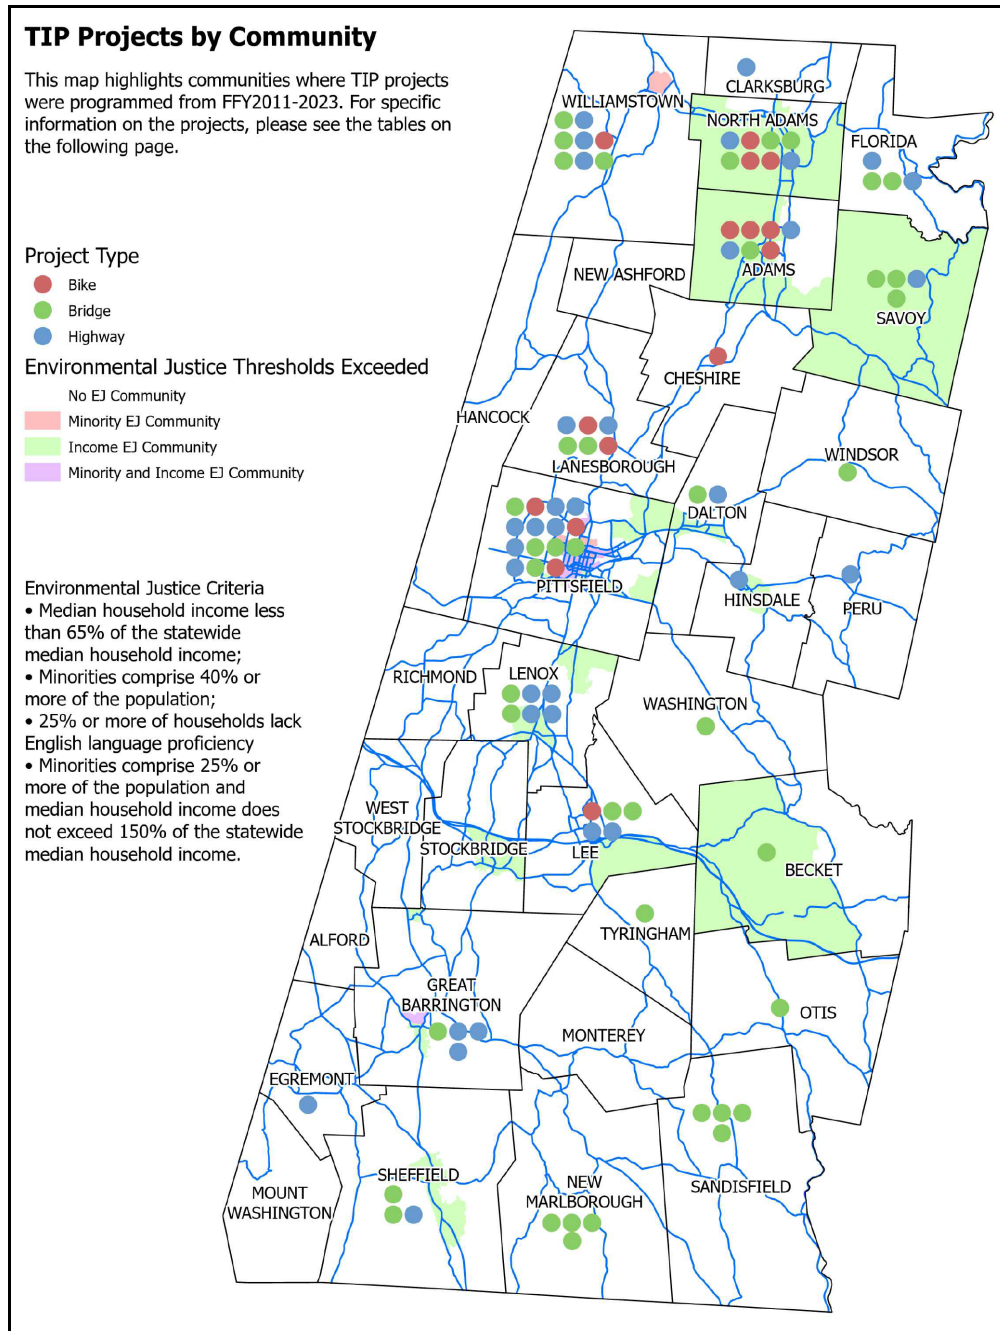 TIP Projects by Community
This map highlights communities where TIP projects
were programmed from FFY2011-2023. For specific
information on the projects, please see the tables on
the following page.
Project Type
Bike
Bridge
Highway
Environmental Justice Thresholds Exceeded
No EJ Community
Minority EJ Community
Income EJ Community
Minority and Income EJ Community
Environmental Justice Criteria
• Median household income less
than 65% of the statewide
median household income;
• Minorities comprise 40% or
more of the population;
• 25% or more of households lack
English language proficiency
• Minorities comprise 25% or
more of the population and
median household income does
not exceed 150% of the statewide
median household income.
CLARKSBURG
WILLIAMSTOWN
NORTH ADAMS
FLORIDA
ADAMS
NEW ASHFORD
SAVOY
CHESHIRE
HANCOCK
LANESBOROUGH
WINDSOR
DALTON
PITTSFIELD
HINSDALE
PERU
RICHMOND
LENOX
WASHINGTON
WEST
STOCKBRIDGE
STOCKBRIDGE
LEE
BECKET
TYRINGHAM
ALFORD
GREAT
BARRINGTON
OTIS
MONTEREY
EGREMONT
SHEFFIELD
NEW
MARLBOROUGH
SANDISFIELD
MOUNT
WASHINGTON